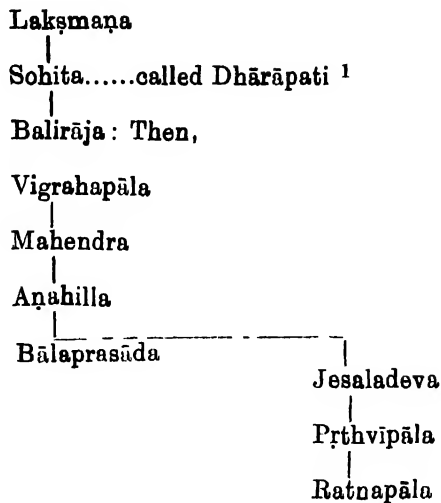 Lakṣmaṇa
Sohita......called Dhārāpati 1
Balirāja : Then,
Vigrahapāla
Mahendra
Aṇahilla
Bālaprasāda
Jesaladeva
Pṛthvīpāla
Ratnapāla